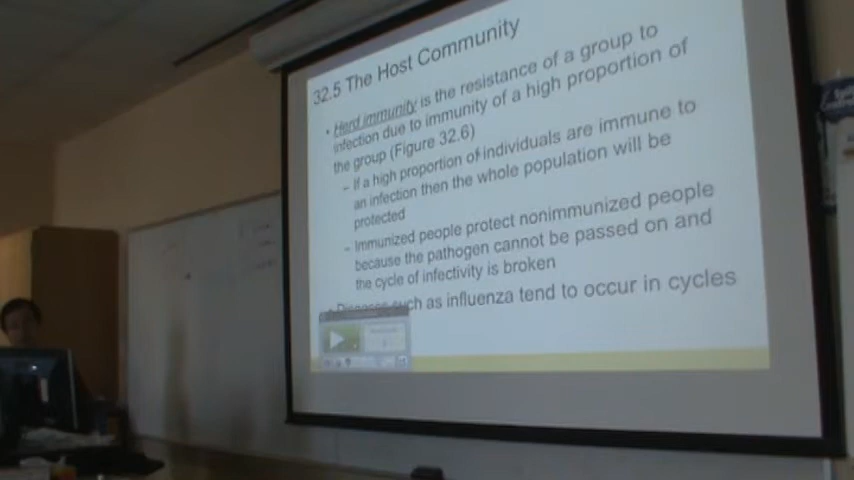 32.5 The Host Community
• Herd immunity is the resistance of a group to
infection due to immunity of a high proportion of
the group (Figure 32.6)
– If a high proportion of individuals are immune to
an infection then the whole population will be
protected
– Immunized people protect nonimmunized people
because the pathogen cannot be passed on and
the cycle of infectivity is broken
• Diseases such as influenza tend to occur in cycles